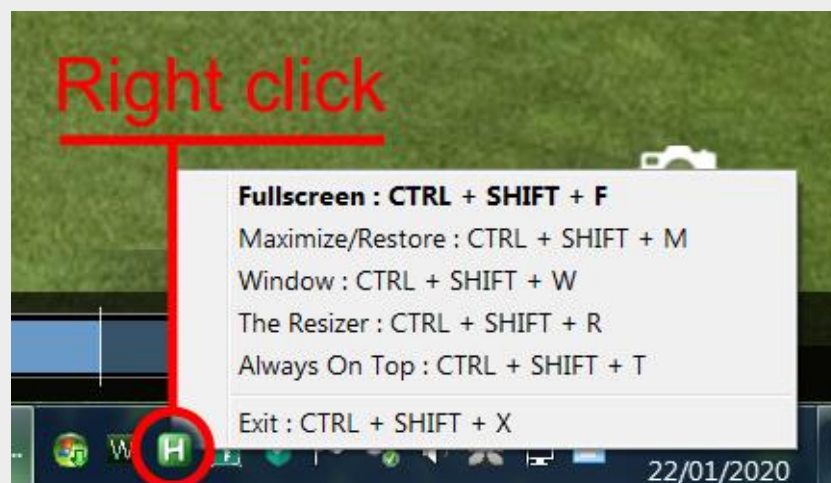 Right click
Fullscreen : CTRL + SHIFT + F
Maximize/Restore : CTRL + SHIFT + M
Window : CTRL + SHIFT + W
The Resizer : CTRL + SHIFT + R
Always On Top : CTRL + SHIFT + T
Exit : CTRL + SHIFT + X
W
H
F
22/01/2020